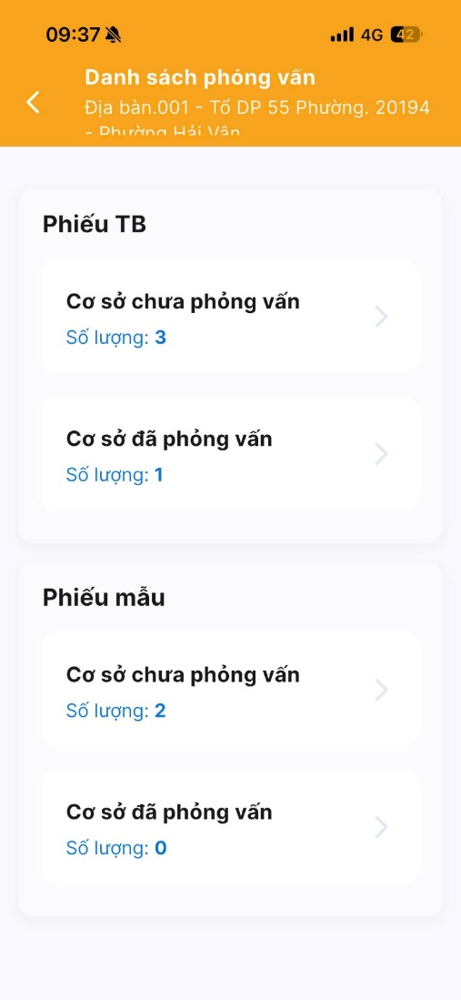 09:37
4G 42
Danh sách phóng vấn
Địa bàn.001 - Tổ DP 55 Phường. 20194
- Phường Hải Vân
Phiếu TB
Cơ sở chưa phỏng vấn
Số lượng: 3
Cơ sở đã phỏng vấn
Số lượng: 1
Phiếu mẫu
Cơ sở chưa phỏng vấn
Số lượng: 2
Cơ sở đã phỏng vấn
Số lượng: 0